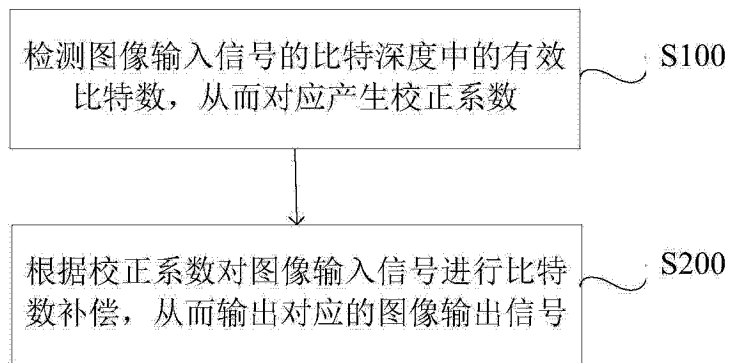 检测图像输入信号的比特深度中的有效
比特数，从而对应产生校正系数
S100
根据校正系数对图像输入信号进行比特
数补偿，从而输出对应的图像输出信号
S200